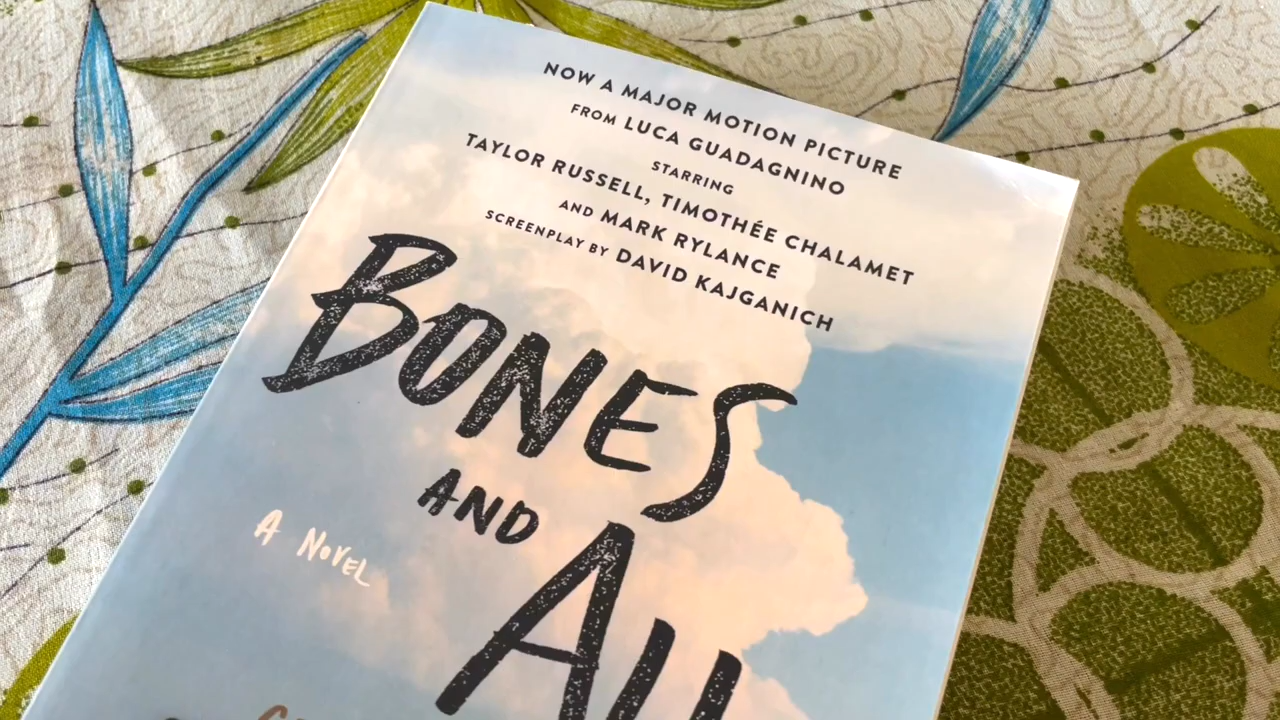 NOW A MAJOR MOTION PICTURE
FROM LUCA GUADAGNINO
STARRING
TAYLOR RUSSELL, TIMOTHÉE CHALAMET
AND MARK RYLANCE
SCREENPLAY BY DAVID KAJGANICH
BONES
AND
A NOVEL